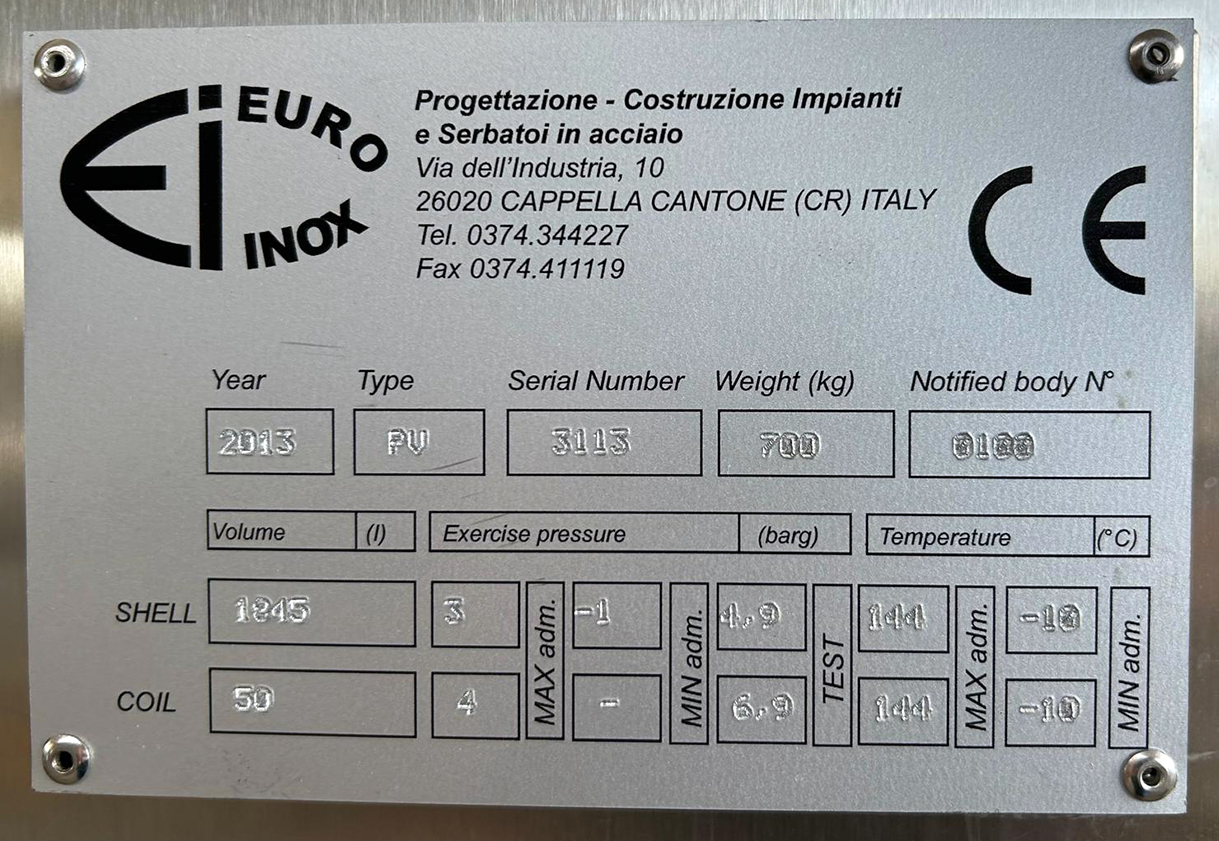 Ei EURO INOX
Progettazione - Costruzione Impianti
e Serbatoi in acciaio
Via dell'Industria, 10
26020 CAPPELLA CANTONE (CR) ITALY
Tel. 0374.344227
Fax 0374.411119
CE
Year Type Serial Number Weight (kg) Notified body N°
2013 PV 3113 700 0100
Volume (l) Exercise pressure (barg) Temperature (°C)
SHELL 1245 3 MAX adm. -1 MIN adm. 4,9 TEST 144 MAX adm. -10 MIN adm.
COIL 50 4 - 6,9 144 -10